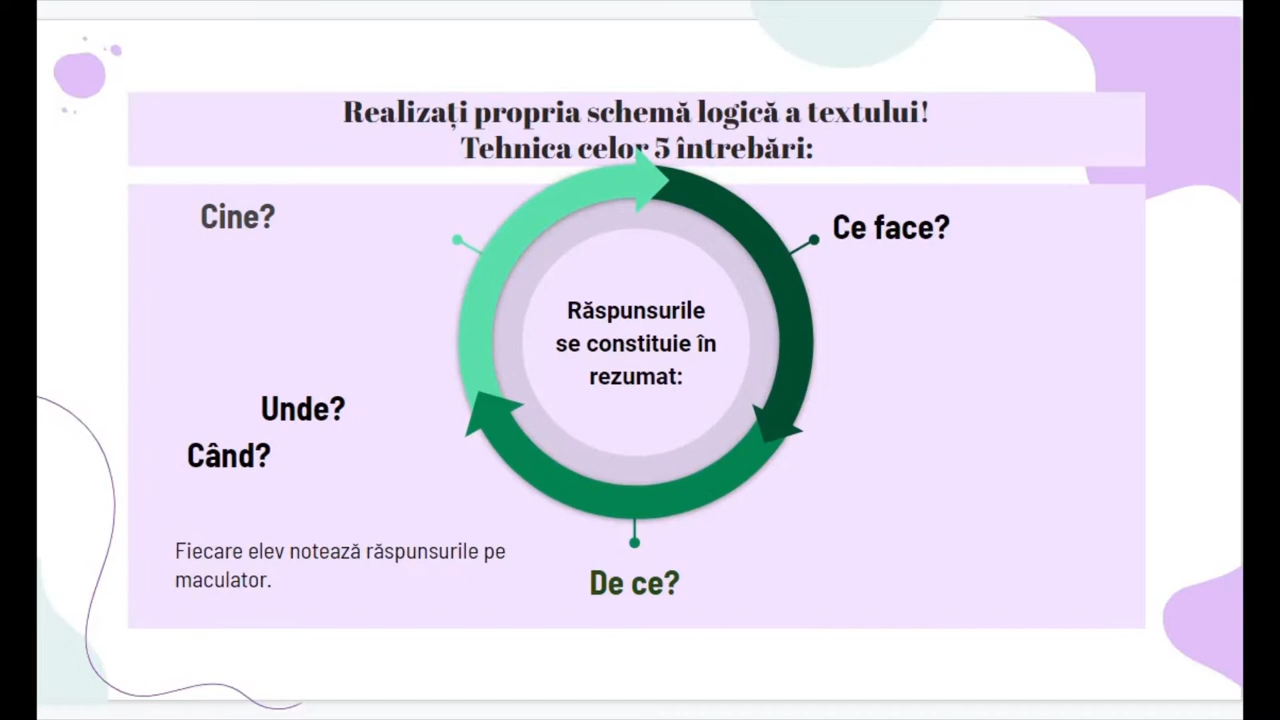 Realizați propria schemă logică a textului!
Tehnica celor 5 întrebări:
Cine?
Ce face?
Răspunsurile
se constituie în
rezumat:
Unde?
Când?
Fiecare elev notează răspunsurile pe
maculator.
De ce?